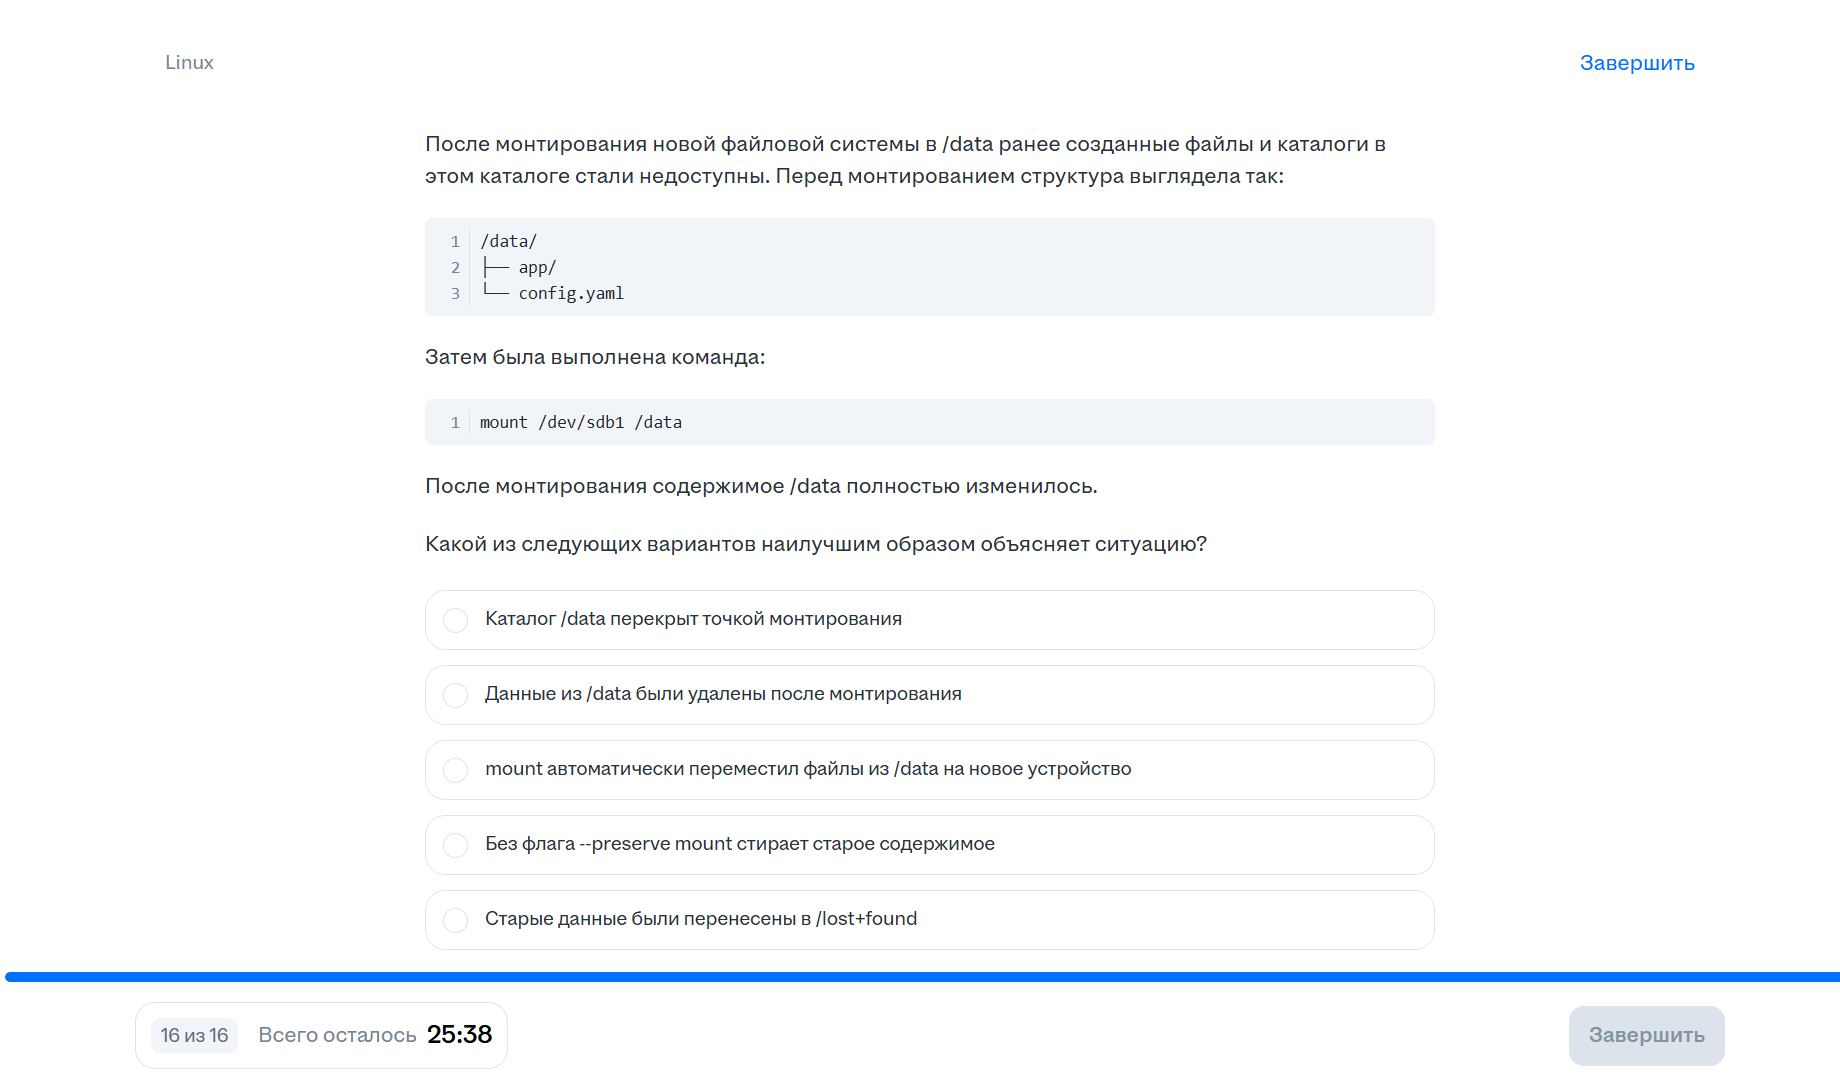 Linux
Завершить
После монтирования новой файловой системы в /data ранее созданные файлы и каталоги в
этом каталоге стали недоступны. Перед монтированием структура выглядела так:
1 /data/
2 ├── app/
3 └── config.yaml
Затем была выполнена команда:
1 mount /dev/sdb1 /data
После монтирования содержимое /data полностью изменилось.
Какой из следующих вариантов наилучшим образом объясняет ситуацию?
Каталог /data перекрыт точкой монтирования
Данные из /data были удалены после монтирования
mount автоматически переместил файлы из /data на новое устройство
Без флага --preserve mount стирает старое содержимое
Старые данные были перенесены в /lost+found
16 из 16 Всего осталось 25:38
Завершить